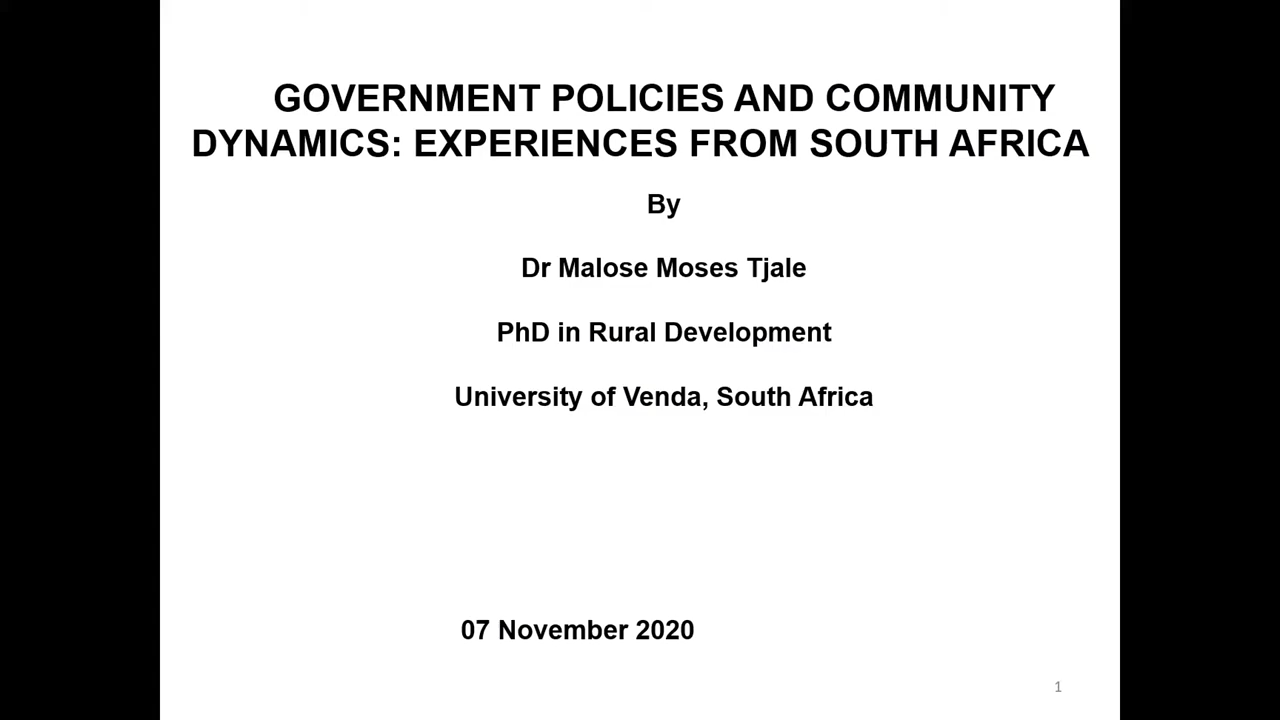 GOVERNMENT POLICIES AND COMMUNITY
DYNAMICS: EXPERIENCES FROM SOUTH AFRICA
By
Dr Malose Moses Tjale
PhD in Rural Development
University of Venda, South Africa
07 November 2020
1